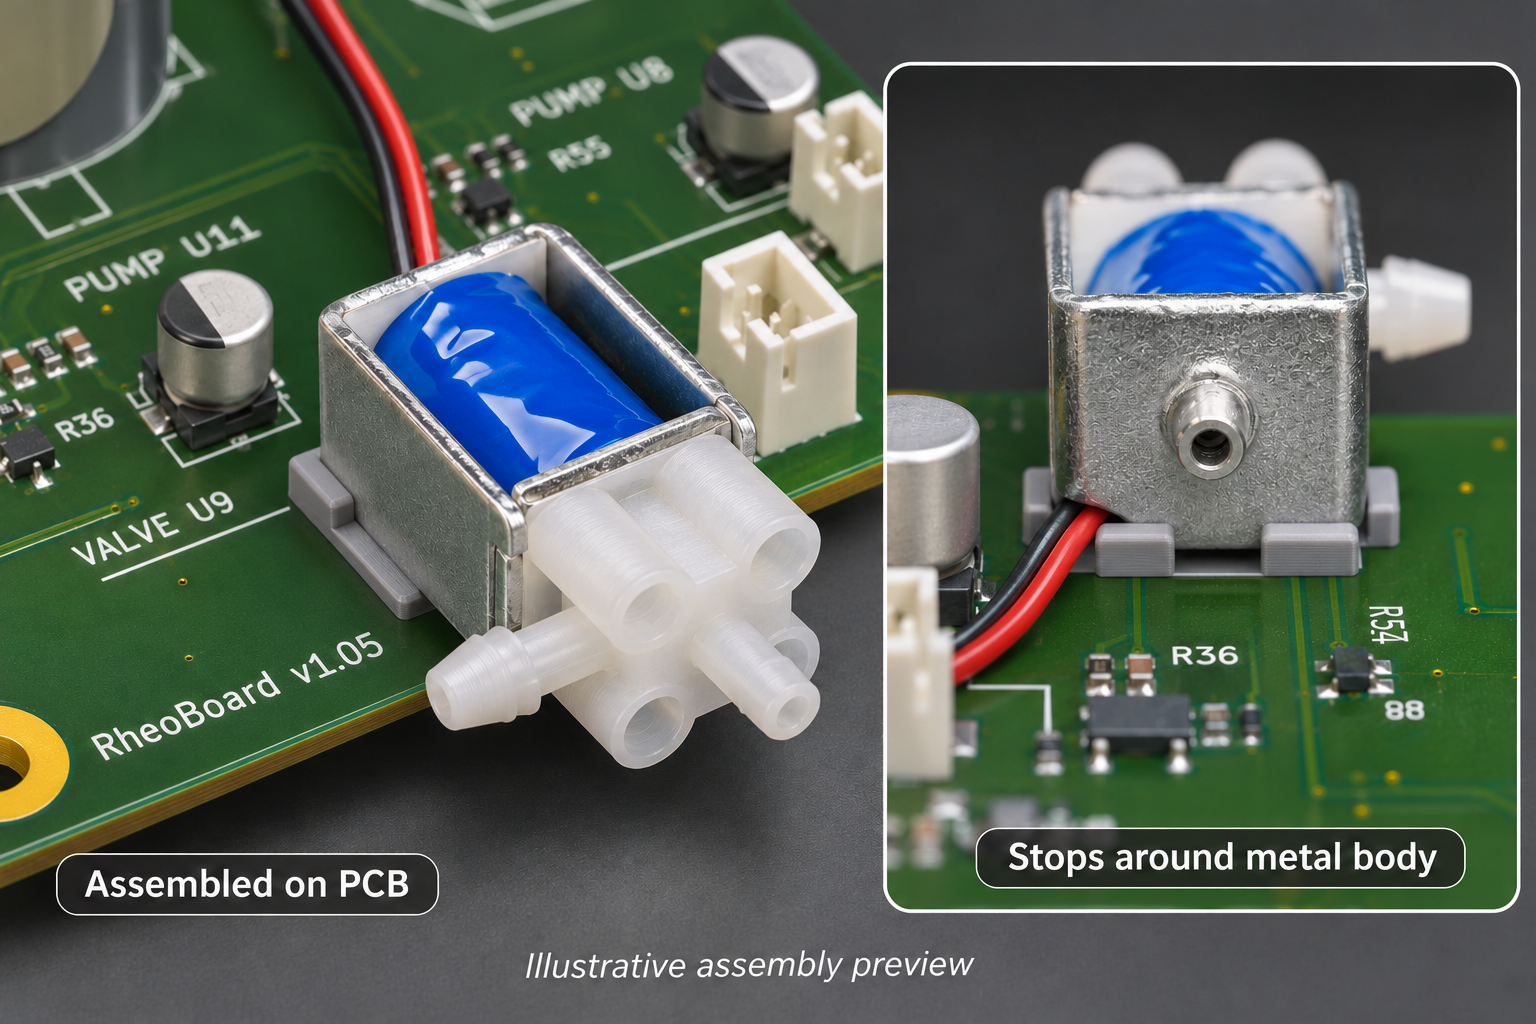 PUMP U8
R55
PUMP U11
R36
VALVE U9
RheoBoard v1.05
Assembled on PCB
R36
R54
88
Stops around metal body
Illustrative assembly preview